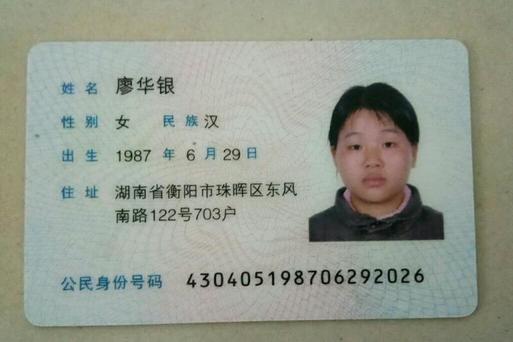 姓名 廖华银
性别 女 民族 汉
出生 1987 年 6 月 29 日
住址 湖南省衡阳市珠晖区东风
南路122号703户
公民身份号码 430405198706292026